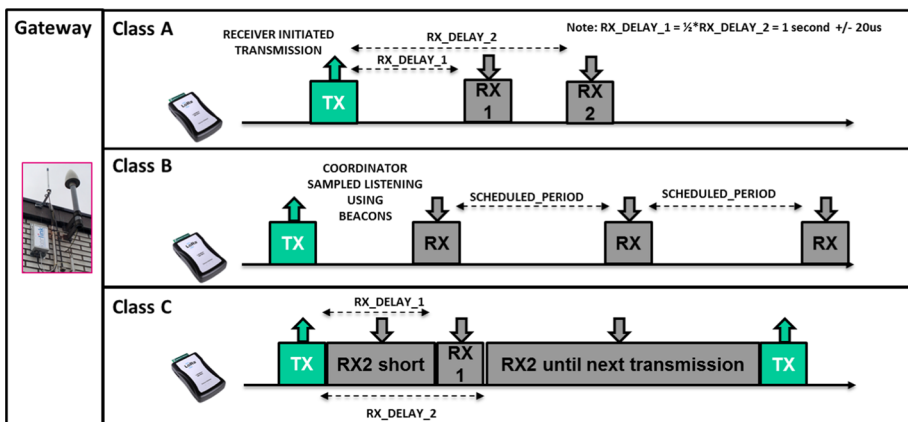 Gateway
Class A
RECEIVER INITIATED
TRANSMISSION
RX_DELAY_2
RX_DELAY_1
Note: RX_DELAY_1 = ½*RX_DELAY_2 = 1 second +/- 20us
TX
RX
1
RX
2
Class B
COORDINATOR
SAMPLED LISTENING
USING
BEACONS
SCHEDULED_PERIOD
SCHEDULED_PERIOD
TX
RX
RX
RX
Class C
RX_DELAY_1
TX
RX2 short
RX
1
RX2 until next transmission
TX
RX_DELAY_2